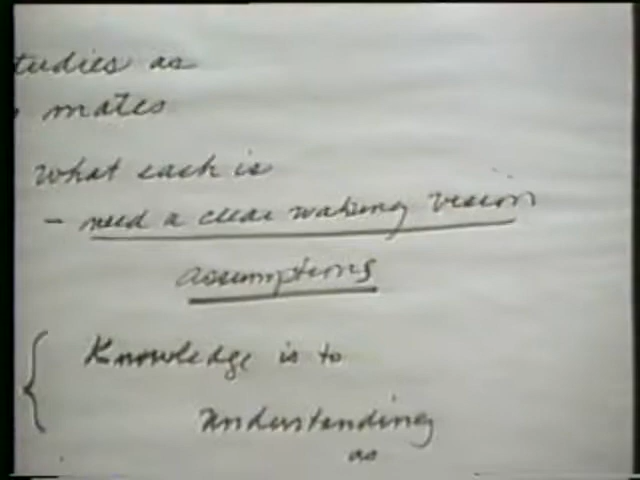 tudies as
mates
what each is
- need a clear waking vision
assumptions
Knowledge is to
understanding
as